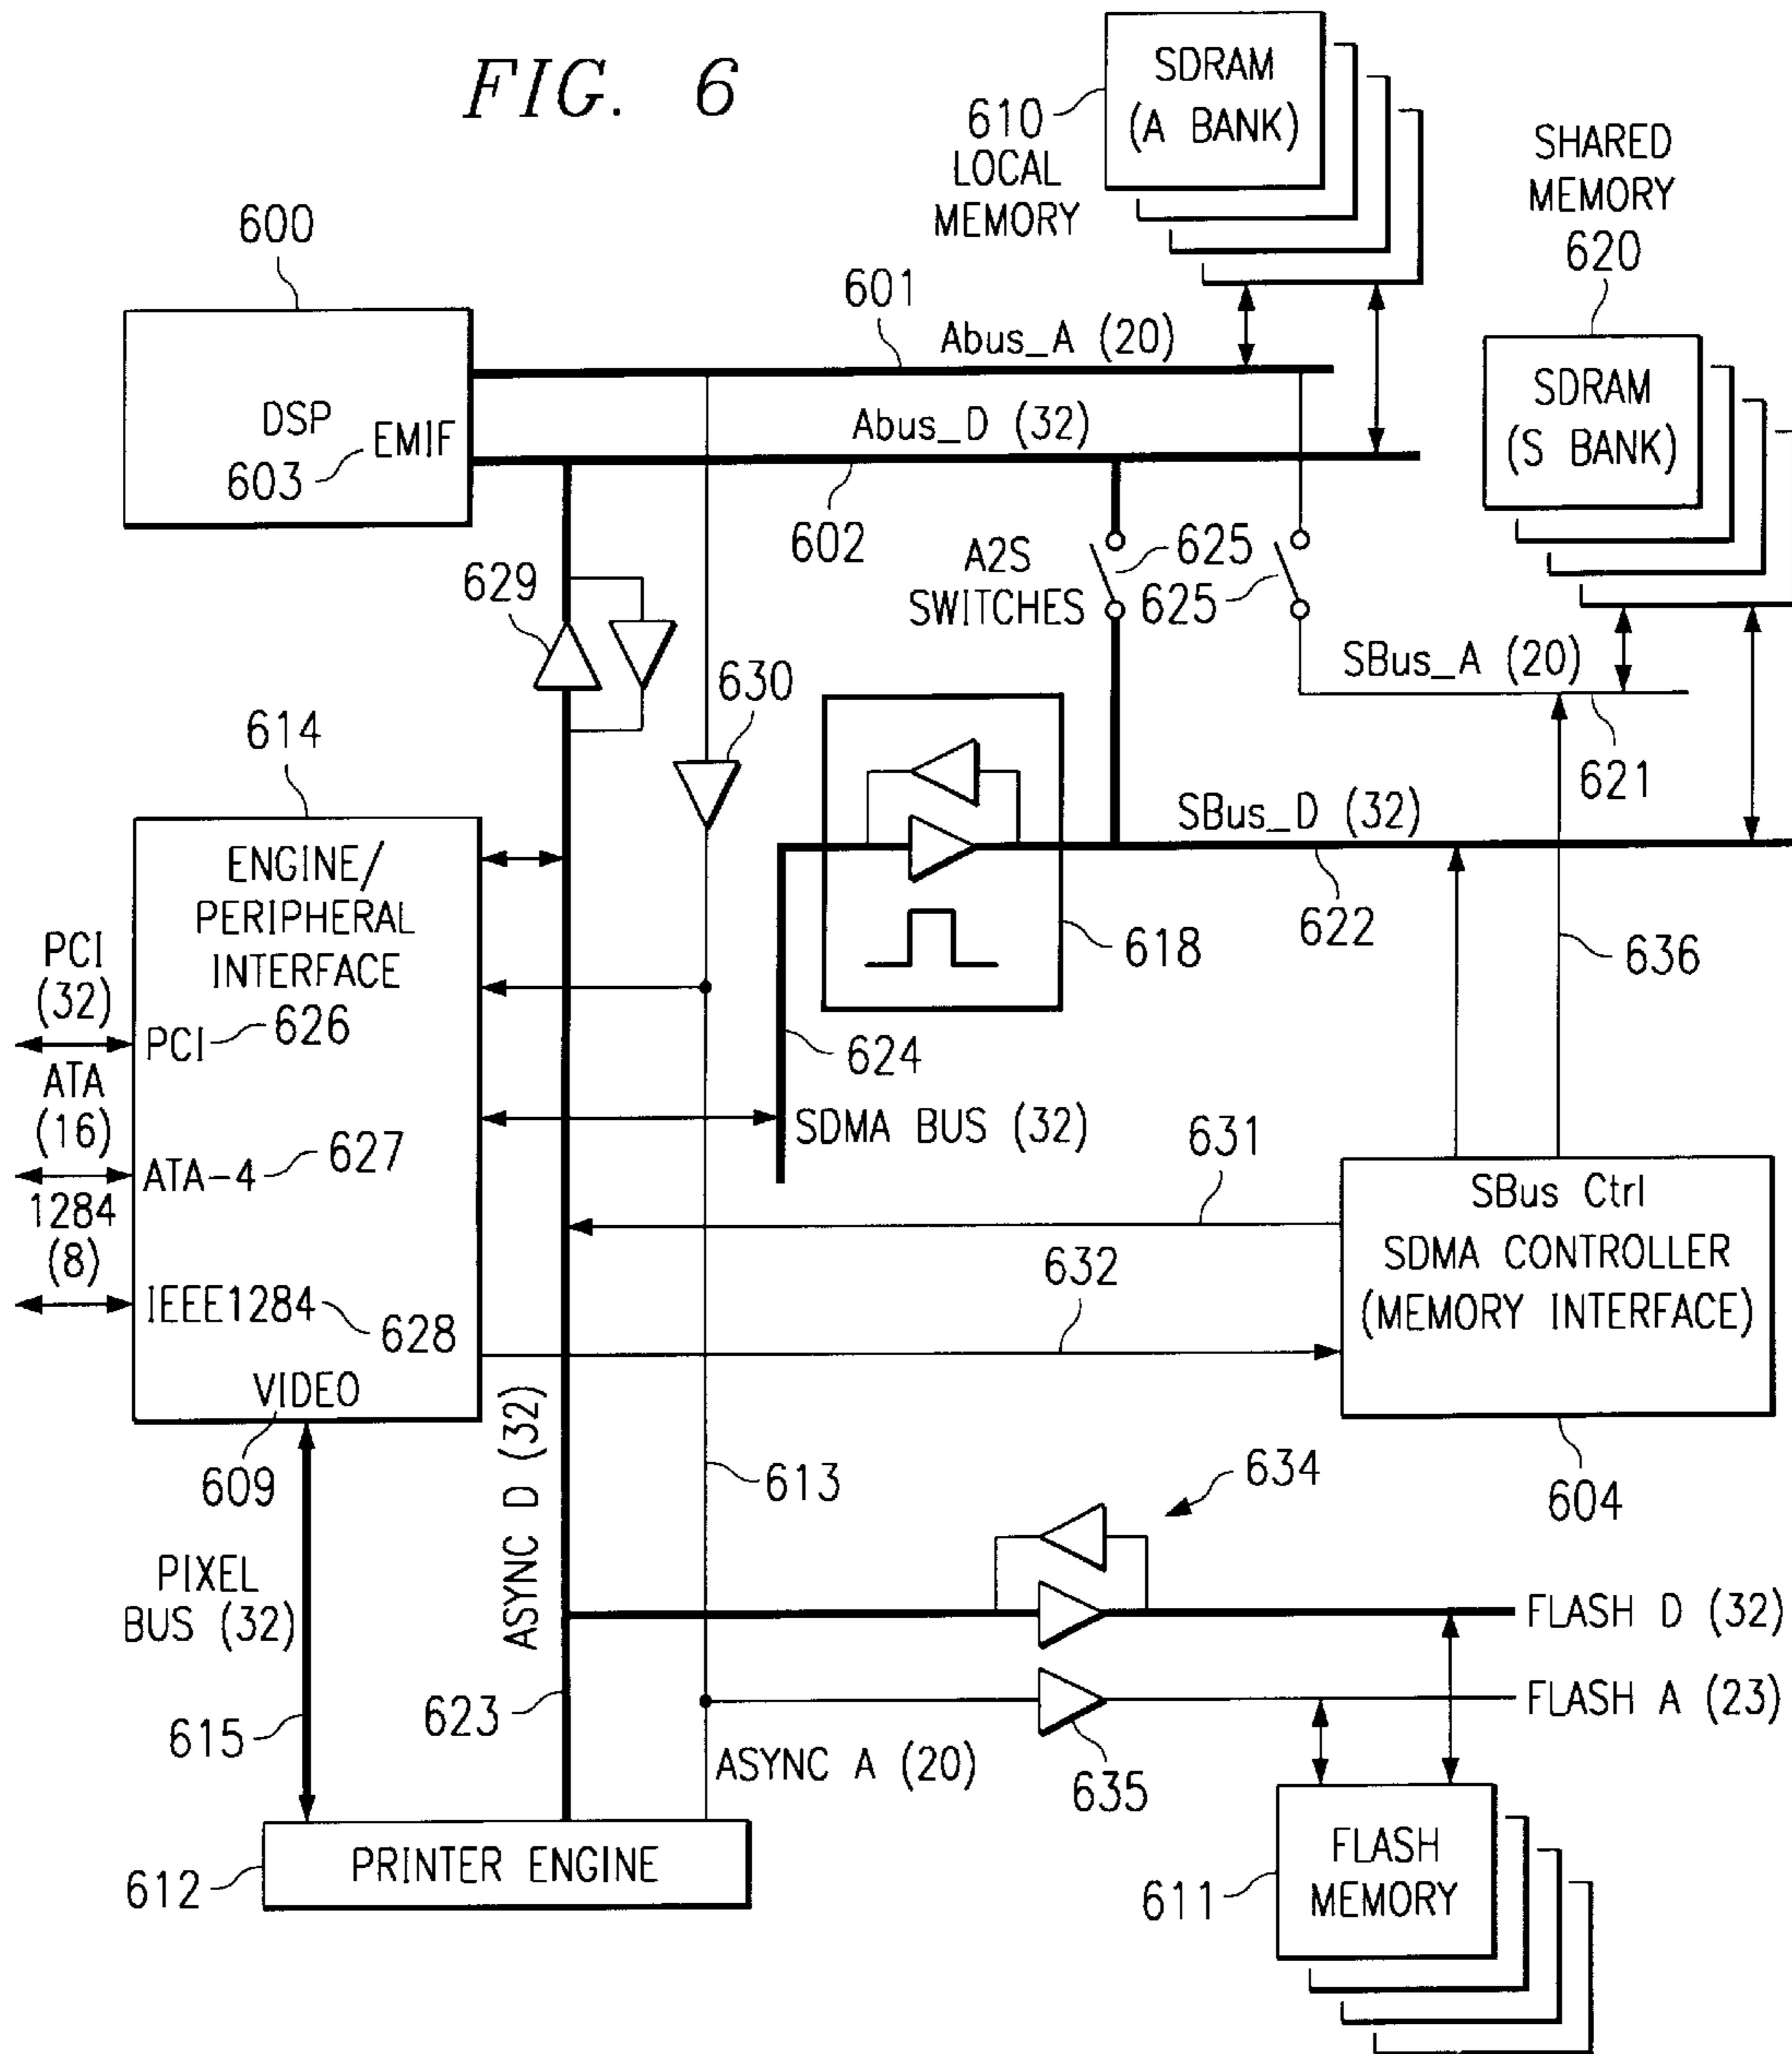 FIG. 6
SDRAM
(A BANK)
610
LOCAL
MEMORY
SHARED
MEMORY
620
600
601
Abus_A (20)
SDRAM
(S BANK)
DSP
EMIF
603
Abus_D (32)
602
A2S
SWITCHES
625
625
629
630
SBus_A (20)
621
614
ENGINE/
PERIPHERAL
INTERFACE
626
SBus_D (32)
622
618
636
PCI
(32)
PCI
624
ATA
(16)
ATA-4
627
SDMA BUS (32)
631
1284
(8)
IEEE1284
628
632
SBus Ctrl
SDMA CONTROLLER
(MEMORY INTERFACE)
604
VIDEO
609
ASYNC D (32)
613
634
PIXEL
BUS (32)
615
623
FLASH D (32)
FLASH A (23)
ASYNC A (20)
635
612
PRINTER ENGINE
611
FLASH
MEMORY